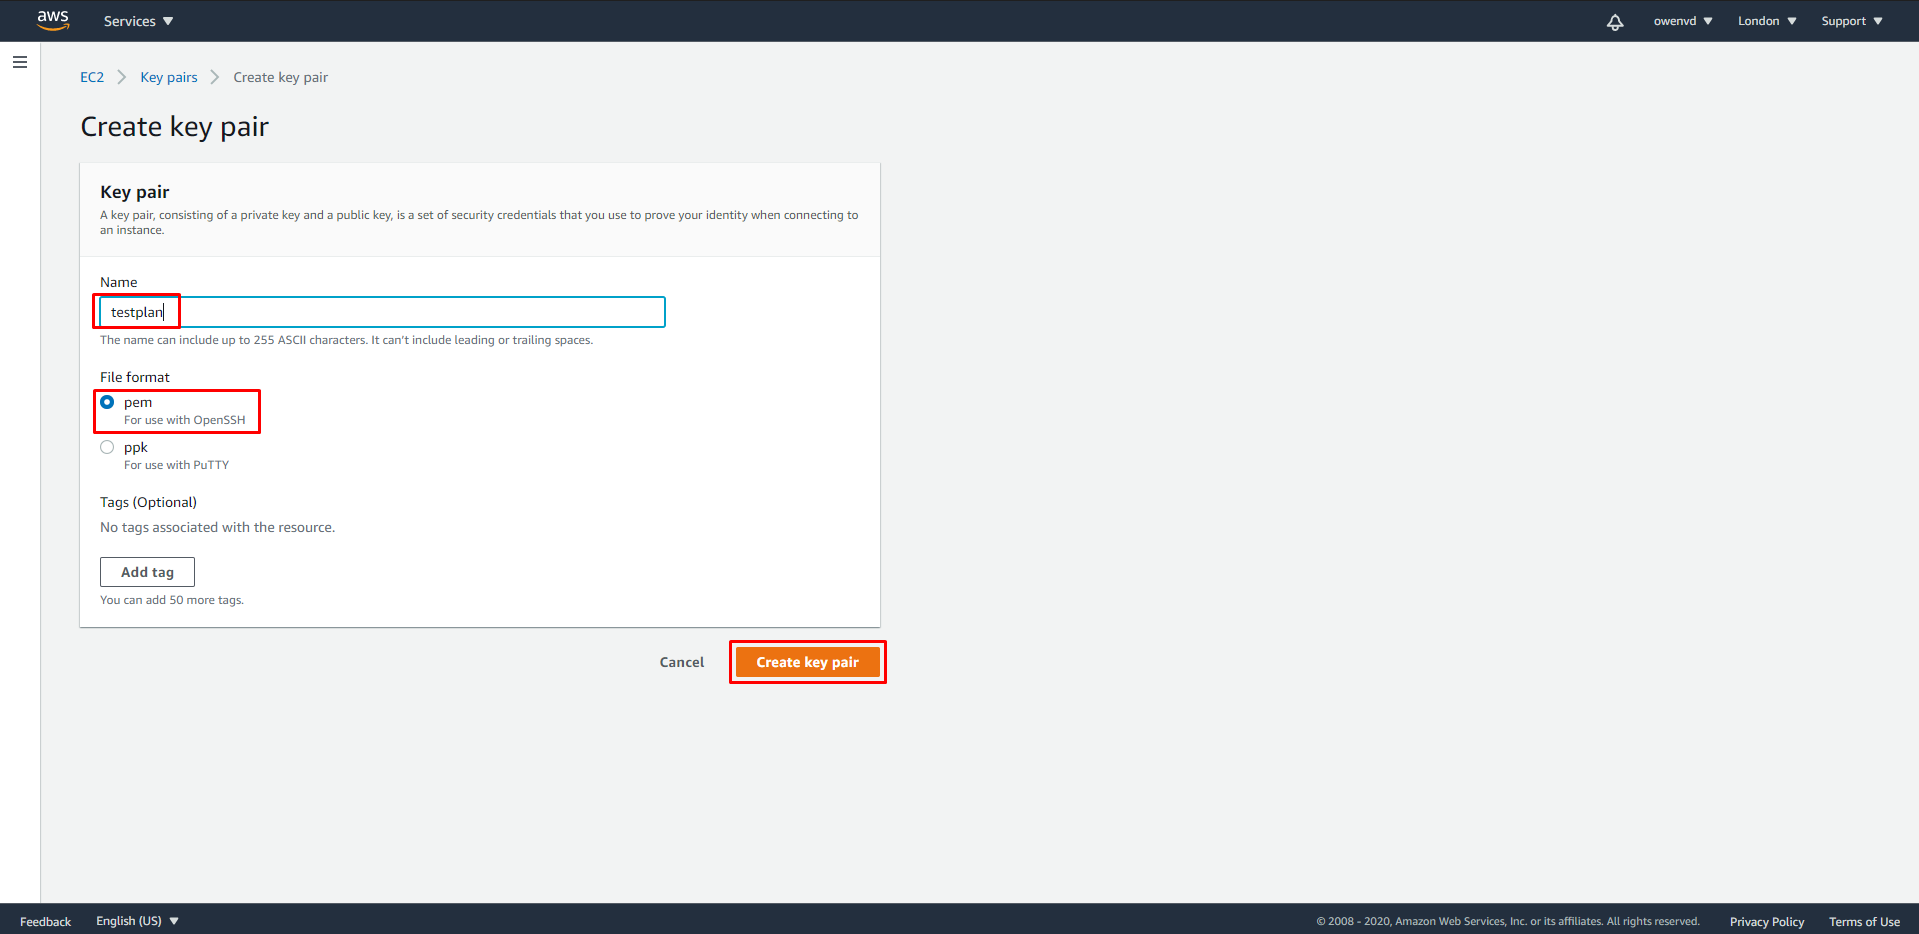 aws Services owenvd London Support
EC2 Key pairs Create key pair
Create key pair
Key pair
A key pair, consisting of a private key and a public key, is a set of security credentials that you use to prove your identity when connecting to
an instance.
Name
testplan
The name can include up to 255 ASCII characters. It can't include leading or trailing spaces.
File format
pem
For use with OpenSSH
ppk
For use with PuTTY
Tags (Optional)
No tags associated with the resource.
Add tag
You can add 50 more tags.
Cancel Create key pair
Feedback English (US) © 2008 - 2020, Amazon Web Services, Inc. or its affiliates. All rights reserved. Privacy Policy Terms of Use